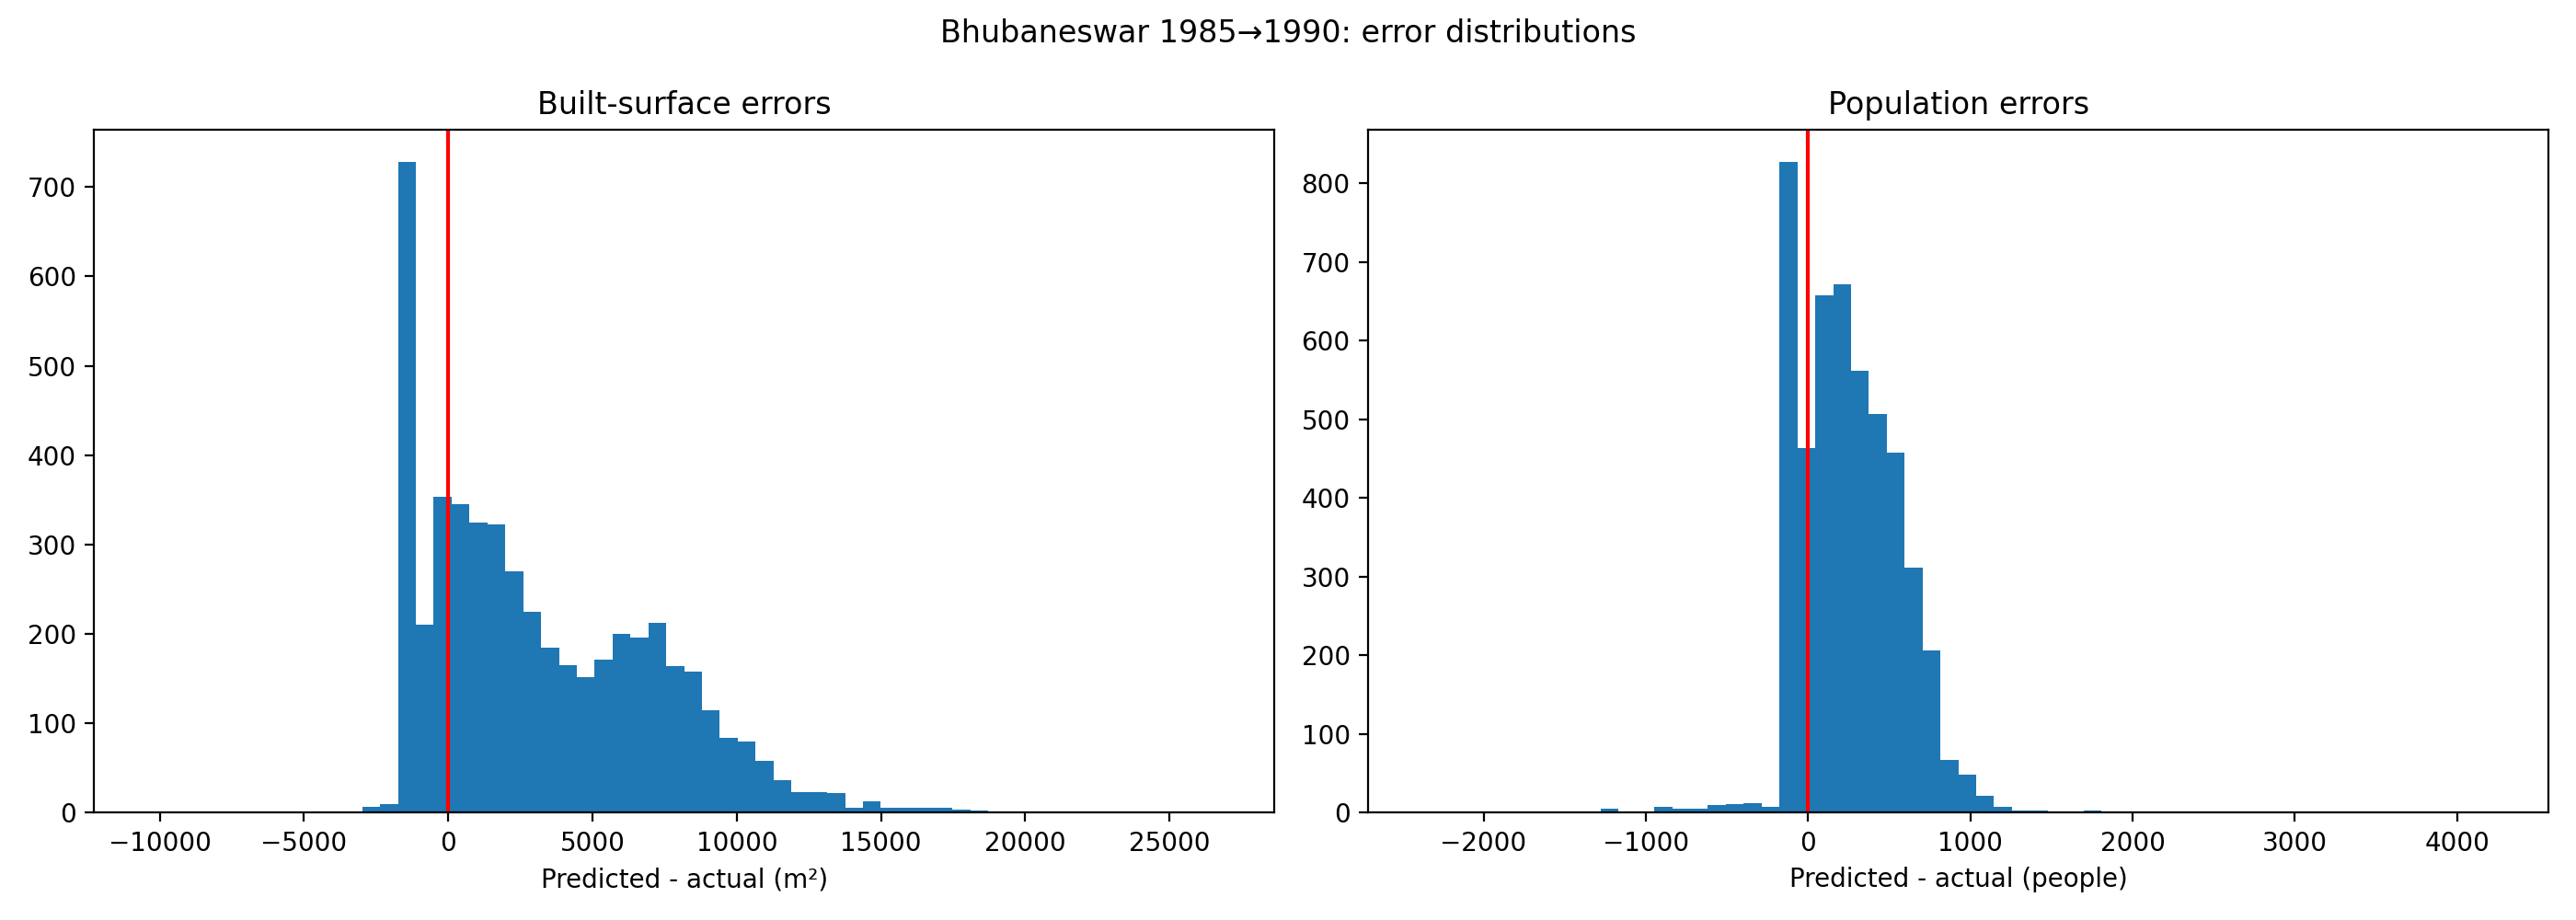 Bhubaneswar 1985→1990: error distributions
Built-surface errors
700
600
500
400
300
200
100
0
−10000 −5000 0 5000 10000 15000 20000 25000
Predicted - actual (m²)
Population errors
800
700
600
500
400
300
200
100
0
−2000 −1000 0 1000 2000 3000 4000
Predicted - actual (people)